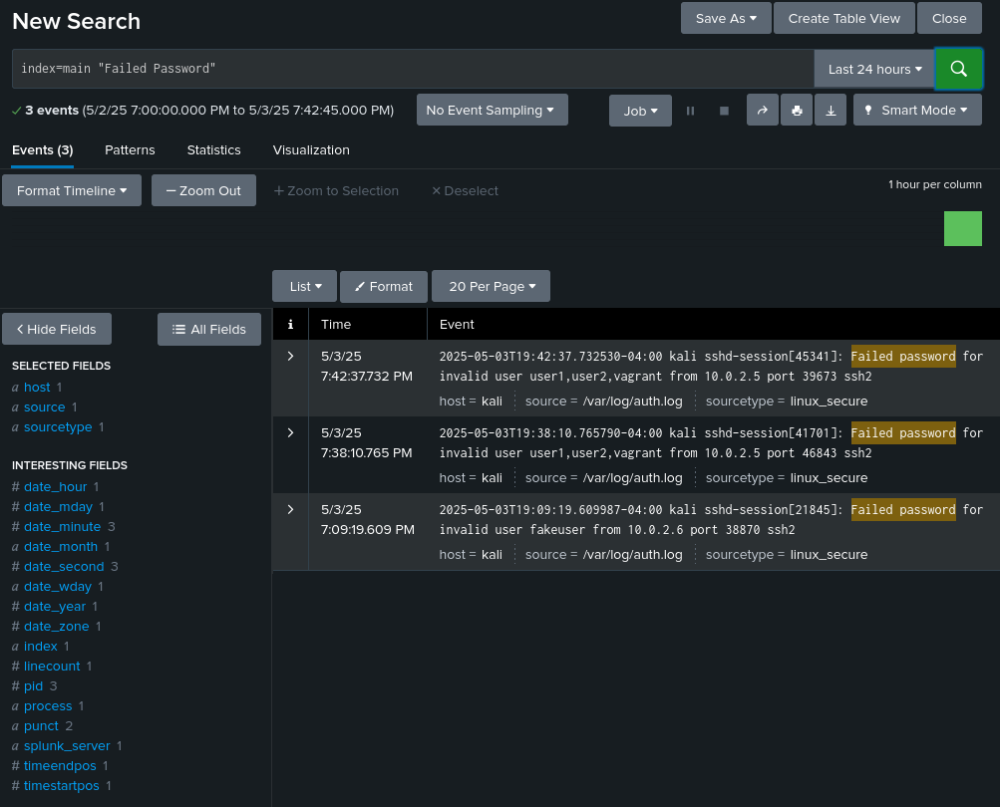 New Search
Save As
Create Table View
Close
index=main "Failed Password"
Last 24 hours
✓ 3 events (5/2/25 7:00:00.000 PM to 5/3/25 7:42:45.000 PM)
No Event Sampling
Job
Smart Mode
Events (3)
Patterns
Statistics
Visualization
Format Timeline
— Zoom Out
+ Zoom to Selection
× Deselect
1 hour per column
List
Format
20 Per Page
< Hide Fields
All Fields
i
Time
Event
SELECTED FIELDS
a host 1
a source 1
a sourcetype 1
INTERESTING FIELDS
# date_hour 1
# date_mday 1
# date_minute 3
a date_month 1
# date_second 3
a date_wday 1
# date_year 1
# date_zone 1
a index 1
# linecount 1
# pid 3
a process 1
a punct 2
a splunk_server 1
# timeendpos 1
# timestartpos 1
5/3/25
7:42:37.732 PM
2025-05-03T19:42:37.732530-04:00 kali sshd-session[45341]: Failed password for
invalid user user1,user2,vagrant from 10.0.2.5 port 39673 ssh2
host = kali source = /var/log/auth.log sourcetype = linux_secure
5/3/25
7:38:10.765 PM
2025-05-03T19:38:10.765790-04:00 kali sshd-session[41701]: Failed password for
invalid user user1,user2,vagrant from 10.0.2.5 port 46843 ssh2
host = kali source = /var/log/auth.log sourcetype = linux_secure
5/3/25
7:09:19.609 PM
2025-05-03T19:09:19.609987-04:00 kali sshd-session[21845]: Failed password for
invalid user fakeuser from 10.0.2.6 port 38870 ssh2
host = kali source = /var/log/auth.log sourcetype = linux_secure